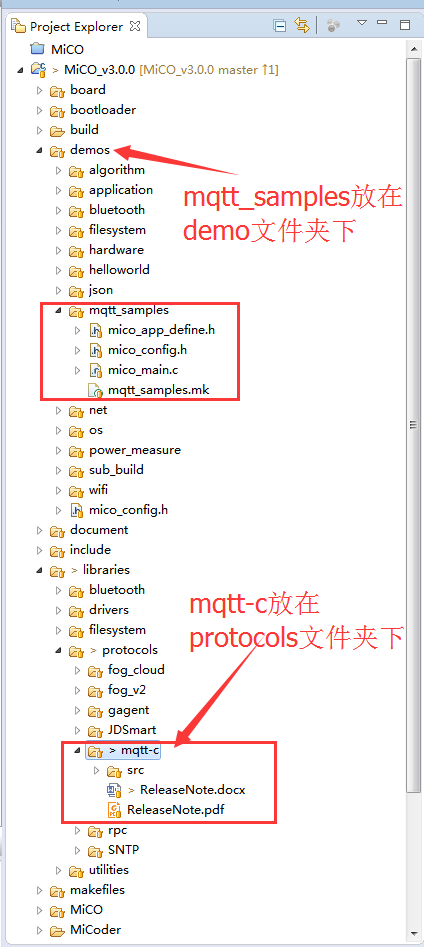 Project Explorer
MiCO
> MiCO_v3.0.0 [MiCO_v3.0.0 master ↑1]
board
bootloader
build
demos
algorithm
application
bluetooth
filesystem
hardware
helloworld
json
mqtt_samples
mico_app_define.h
mico_config.h
mico_main.c
mqtt_samples.mk
net
os
power_measure
sub_build
wifi
mico_config.h
document
include
> libraries
bluetooth
drivers
filesystem
> protocols
fog_cloud
fog_v2
gagent
JDSmart
> mqtt-c
src
> ReleaseNote.docx
ReleaseNote.pdf
rpc
SNTP
utilities
makefiles
MiCO
MiCoder
mqtt_samples放在
demo文件夹下
mqtt-c放在
protocols文件夹下